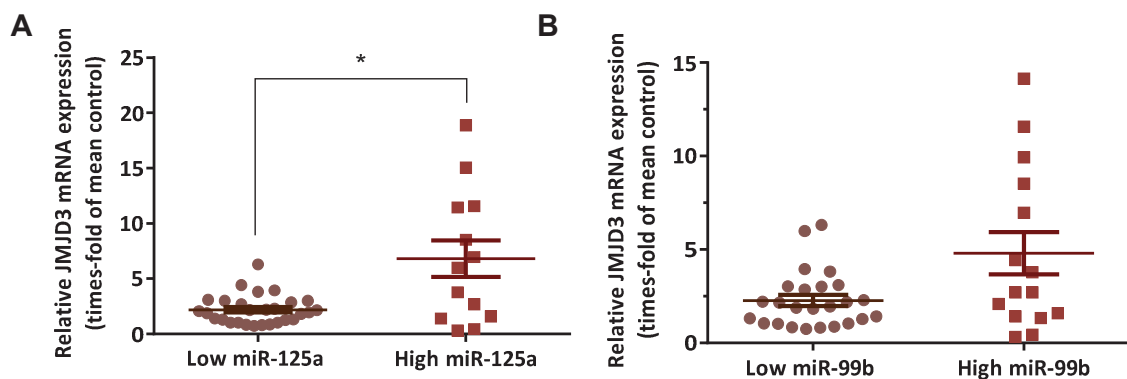 A
Relative JMJD3 mRNA expression
(times-fold of mean control)
25
20
15
10
5
0
*
Low miR-125a
High miR-125a
B
Relative JMJD3 mRNA expression
(times-fold of mean control)
15
10
5
0
Low miR-99b
High miR-99b